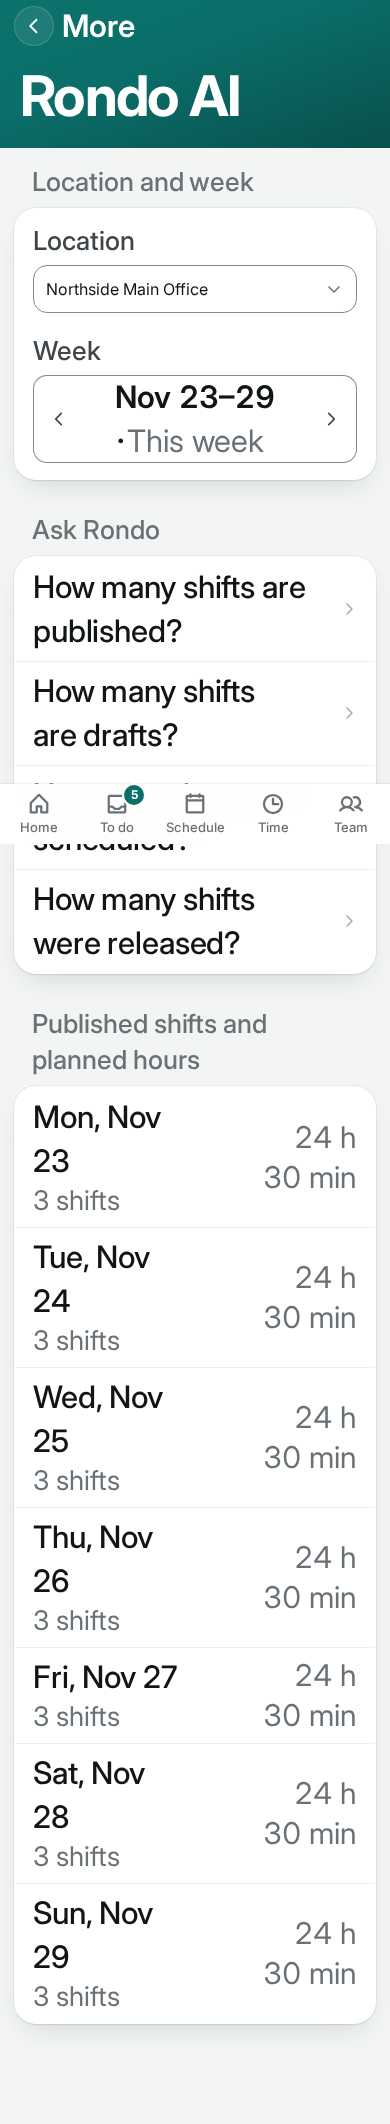 More
Rondo AI
Location and week
Location
Northside Main Office
Week
Nov 23–29
·This week
Ask Rondo
How many shifts are
published?
How many shifts
are drafts?
5
Home
To do
Schedule
Time
Team
scheduled?
How many shifts
were released?
Published shifts and
planned hours
Mon, Nov
23
3 shifts
24 h
30 min
Tue, Nov
24
3 shifts
24 h
30 min
Wed, Nov
25
3 shifts
24 h
30 min
Thu, Nov
26
3 shifts
24 h
30 min
Fri, Nov 27
3 shifts
24 h
30 min
Sat, Nov
28
3 shifts
24 h
30 min
Sun, Nov
29
3 shifts
24 h
30 min